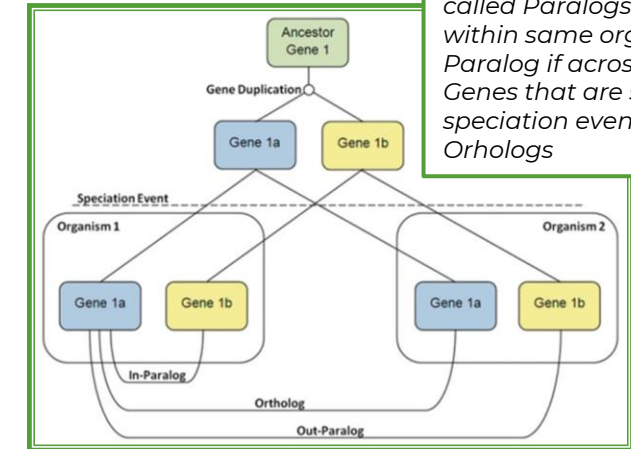 called Paralogs
within same org
Paralog if acros
Genes that are
speciation even
Orhologs
Ancestor
Gene 1
Gene Duplication
Gene 1a
Gene 1b
Speciation Event
Organism 1
Organism 2
Gene 1a
Gene 1b
Gene 1a
Gene 1b
In-Paralog
Ortholog
Out-Paralog